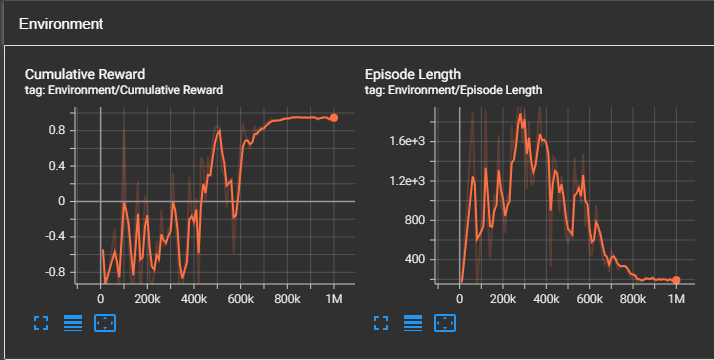 Environment
Cumulative Reward
tag: Environment/Cumulative Reward
0.8
0.4
0
-0.4
-0.8
0 200k 400k 600k 800k 1M
Episode Length
tag: Environment/Episode Length
1.6e+3
1.2e+3
800
400
0 200k 400k 600k 800k 1M